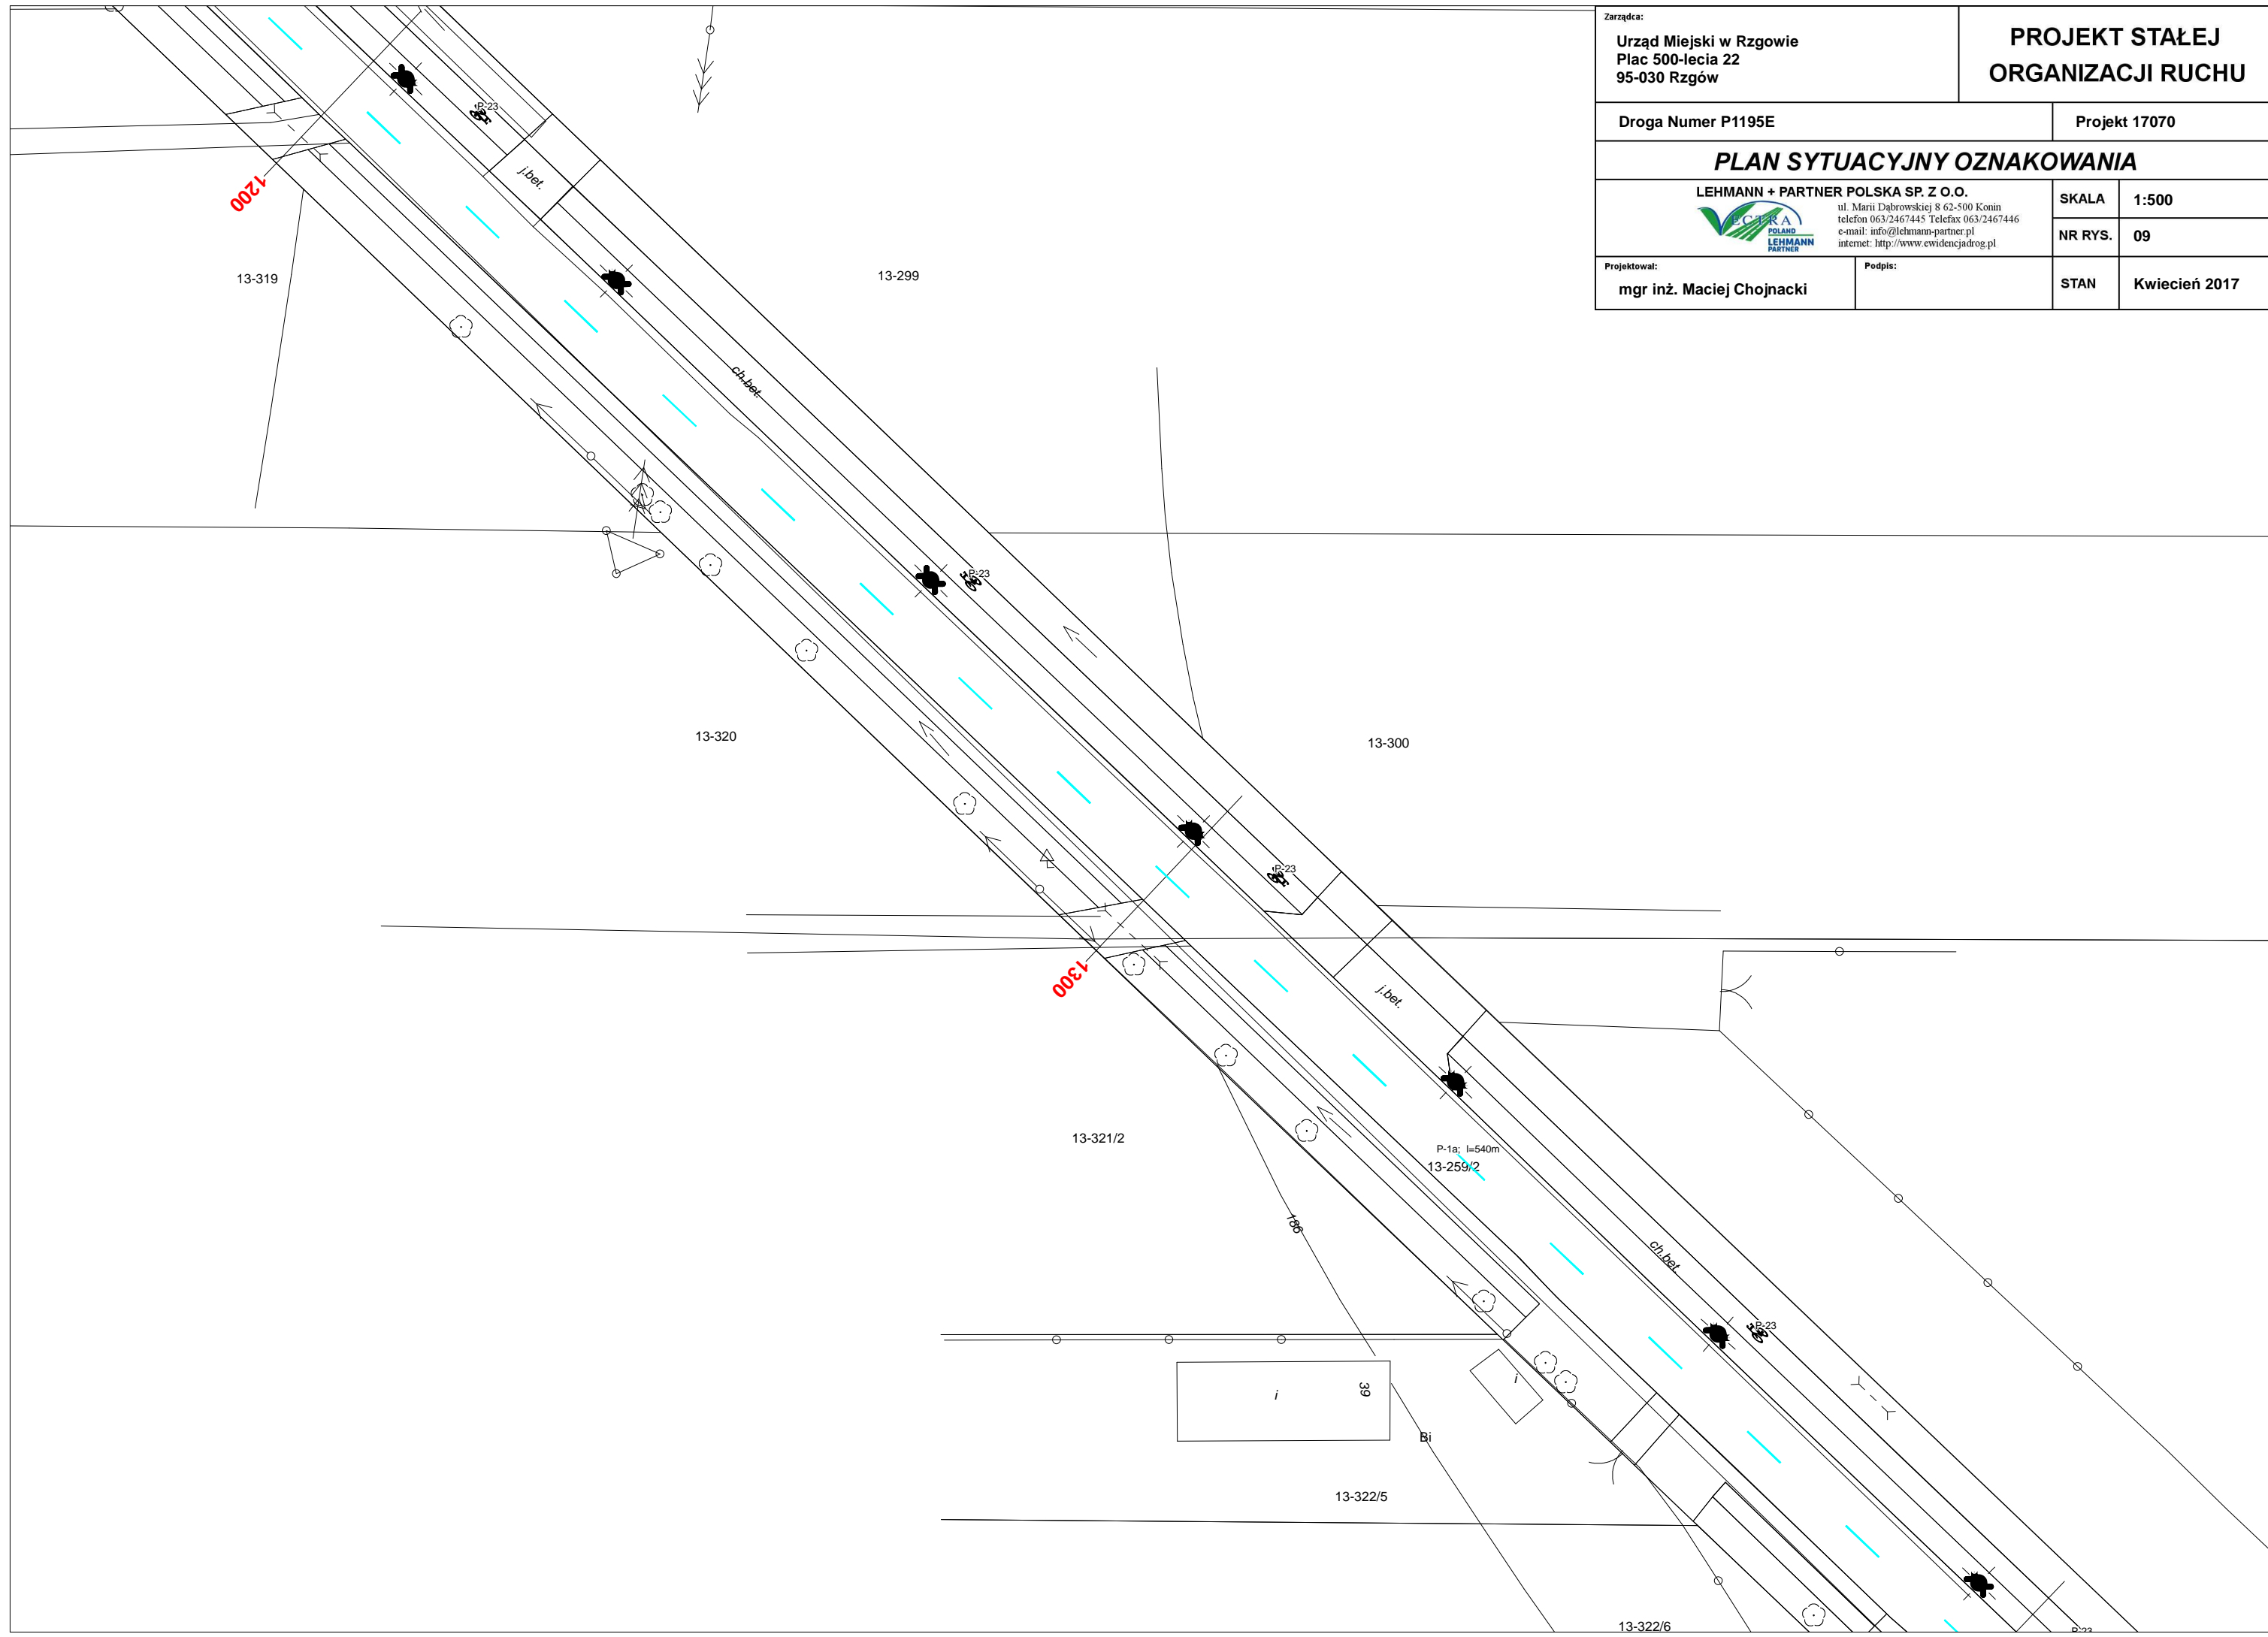 Zarządca:
Urząd Miejski w Rzgowie
Plac 500-lecia 22
95-030 Rzgów
PROJEKT STAŁEJ
ORGANIZACJI RUCHU
Droga Numer P1195E
Projekt 17070
PLAN SYTUACYJNY OZNAKOWANIA
LEHMANN + PARTNER POLSKA SP. Z O.O.
VECTRA
POLAND
LEHMANN
PARTNER
ul. Marii Dąbrowskiej 8 62-500 Konin
telefon 063/2467445 Telefax 063/2467446
e-mail: info@lehmann-partner.pl
internet: http://www.ewidencjadrog.pl
SKALA 1:500
NR RYS. 09
Projektował:
mgr inż. Maciej Chojnacki
Podpis:
STAN Kwiecień 2017
P-23
j.bet.
1200
13-319
13-299
ch.bet.
P-23
13-320
13-300
P-23
1300
j.bet.
13-321/2
P-1a; l=540m
13-259/2
186
ch.bet.
P-23
i
39
i
Bi
13-322/5
13-322/6
P-23